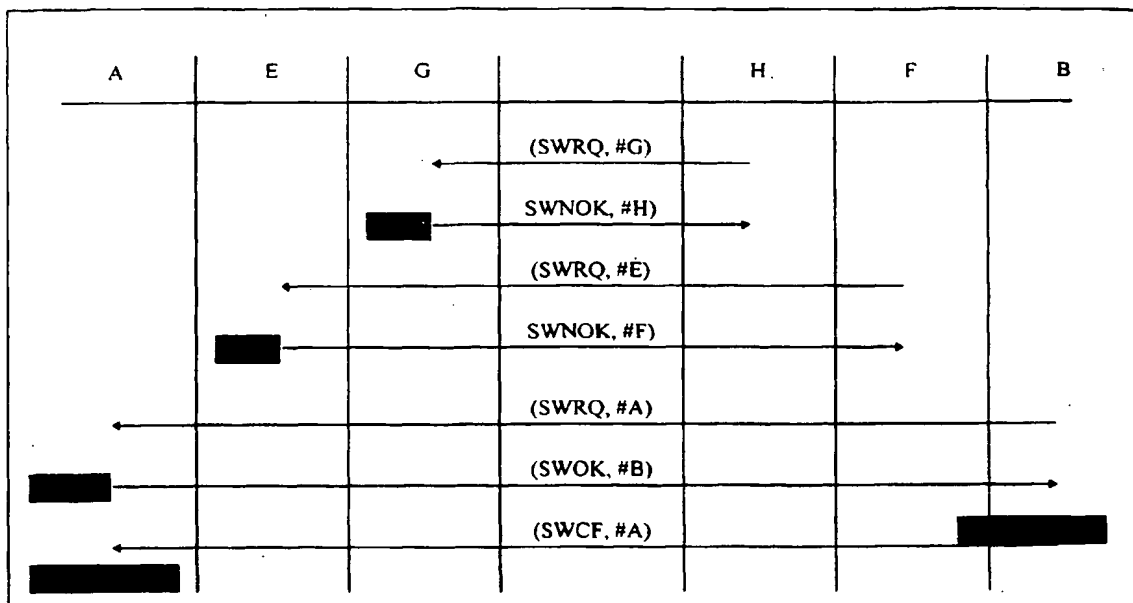 A E G H. F B
(SWRQ, #G)
SWNOK, #H)
(SWRQ, #E)
SWNOK, #F)
(SWRQ, #A)
(SWOK, #B)
(SWCF, #A)